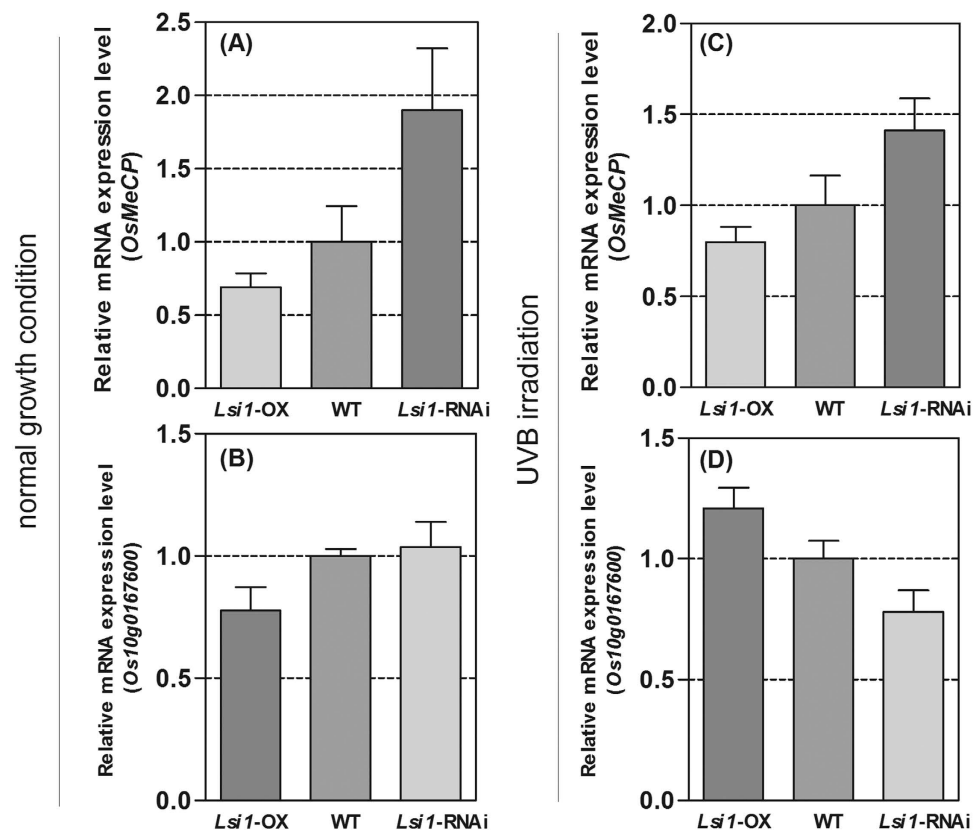 normal growth condition
Relative mRNA expression level
(OsMeCP)
(A)
2.5
2.0
1.5
1.0
0.5
0.0
Lsi1-OX WT Lsi1-RNAi
Relative mRNA expression level
(Os10g0167600)
(B)
1.5
1.0
0.5
0.0
Lsi1-OX WT Lsi1-RNAi
UVB irradiation
Relative mRNA expression level
(OsMeCP)
(C)
2.0
1.5
1.0
0.5
0.0
Lsi1-OX WT Lsi1-RNAi
Relative mRNA expression level
(Os10g0167600)
(D)
1.5
1.0
0.5
0.0
Lsi1-OX WT Lsi1-RNAi